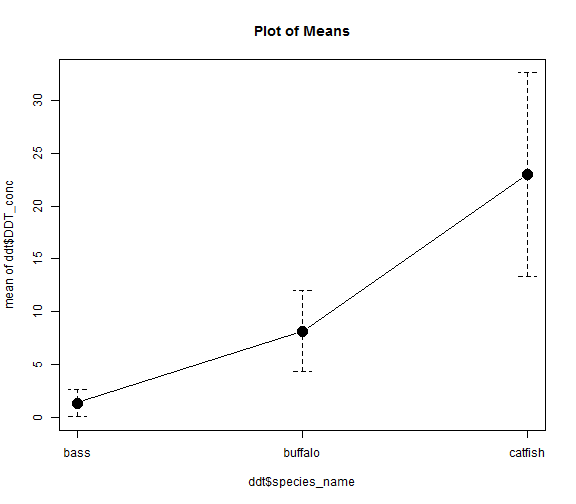 Plot of Means
mean of ddt$DDT_conc
30
25
20
15
10
5
0
bass
buffalo
catfish
ddt$species_name